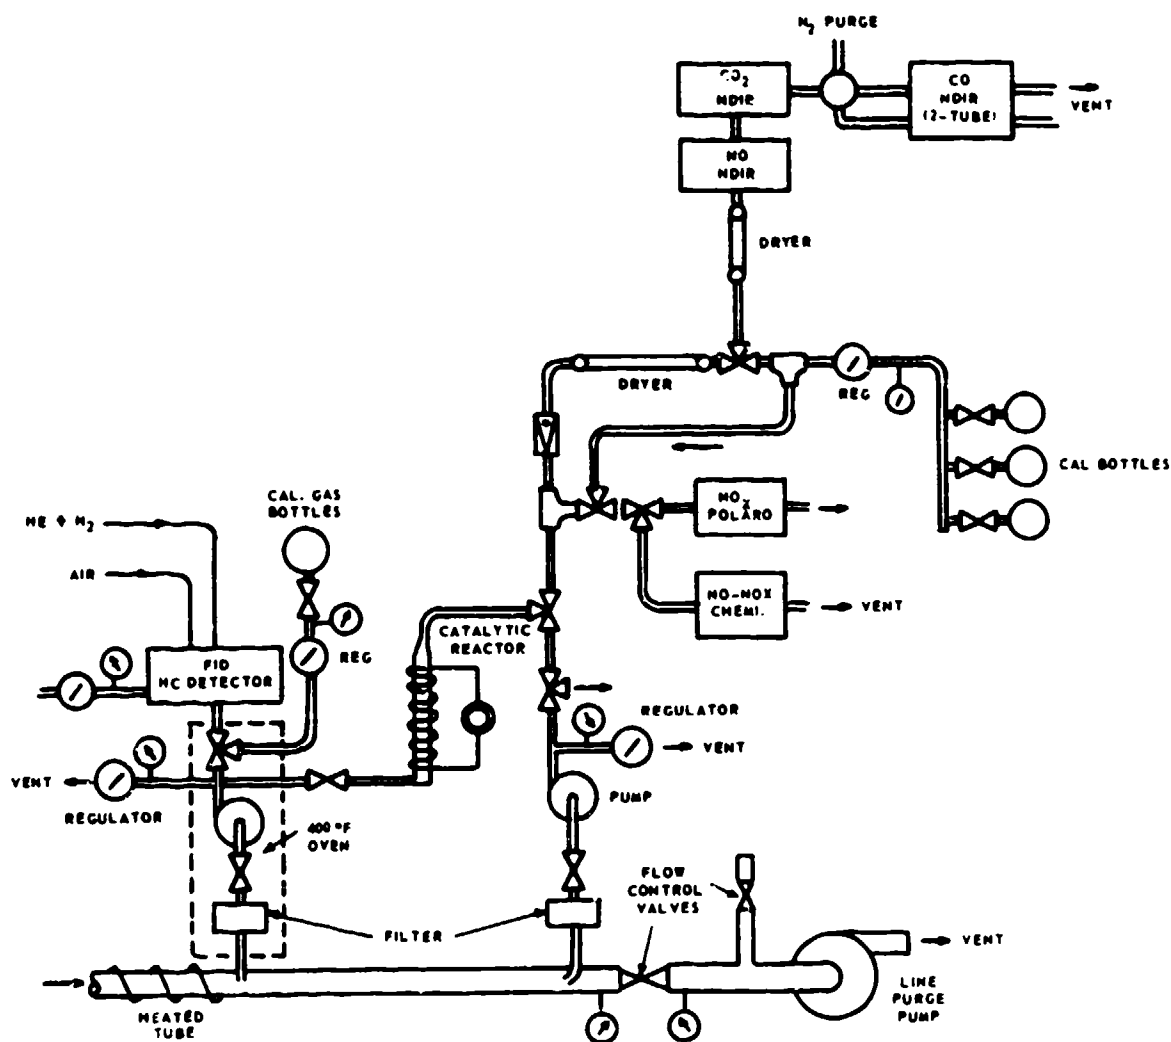 N2 PURGE
CO2
NDIR
CO
NDIR
(2-TUBE)
VENT
NO
NDIR
DRYER
DRYER
REG
CAL BOTTLES
CAL. GAS
BOTTLES
HE + H2
AIR
NOX
POLARO
NO-NOX
CHEMI.
VENT
CATALYTIC
REACTOR
FID
HC DETECTOR
REG
REGULATOR
VENT
VENT
REGULATOR
PUMP
400 °F
OVEN
FLOW
CONTROL
VALVES
FILTER
VENT
HEATED
TUBE
LINE
PURGE
PUMP